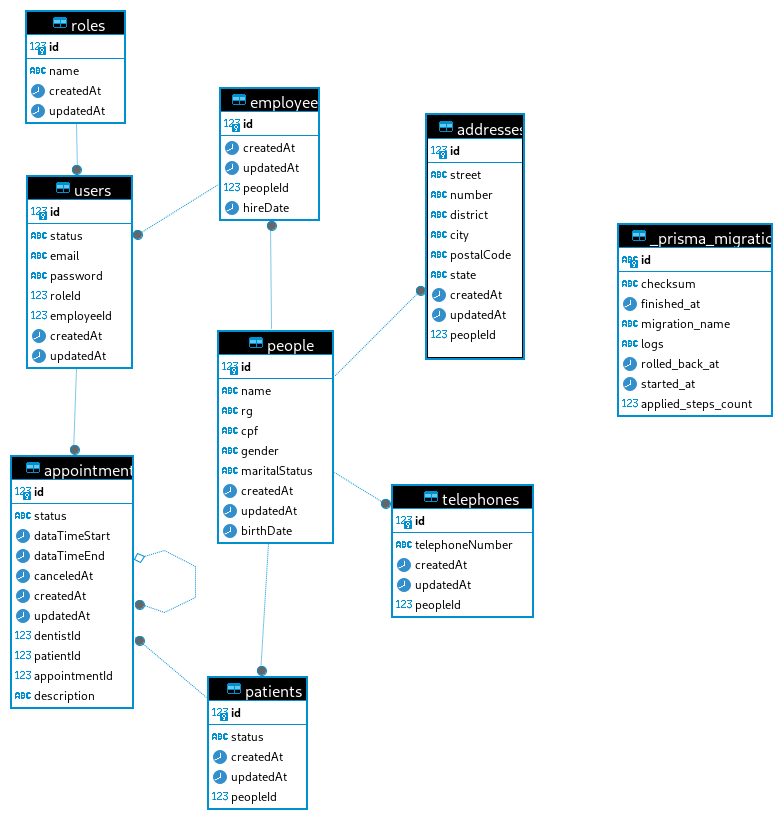 roles
123 id
ABC name
createdAt
updatedAt
users
123 id
ABC status
ABC email
ABC password
123 roleId
123 employeeId
createdAt
updatedAt
employee
123 id
createdAt
updatedAt
123 peopleId
hireDate
addresses
123 id
ABC street
ABC number
ABC district
ABC city
ABC postalCode
ABC state
createdAt
updatedAt
123 peopleId
_prisma_migratio
ABC id
ABC checksum
finished_at
ABC migration_name
ABC logs
rolled_back_at
started_at
123 applied_steps_count
people
123 id
ABC name
ABC rg
ABC cpf
ABC gender
ABC maritalStatus
createdAt
updatedAt
birthDate
appointment
123 id
ABC status
dataTimeStart
dataTimeEnd
canceledAt
createdAt
updatedAt
123 dentistId
123 patientId
123 appointmentId
ABC description
telephones
123 id
ABC telephoneNumber
createdAt
updatedAt
123 peopleId
patients
123 id
ABC status
createdAt
updatedAt
123 peopleId